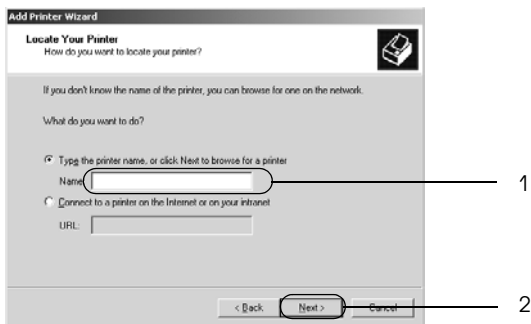 Add Printer Wizard
Locate Your Printer
How do you want to locate your printer?
If you don't know the name of the printer, you can browse for one on the network.
What do you want to do?
Type the printer name, or click Next to browse for a printer
Name:
1
Connect to a printer on the Internet or on your intranet
URL:
< Back Next > Cancel
2